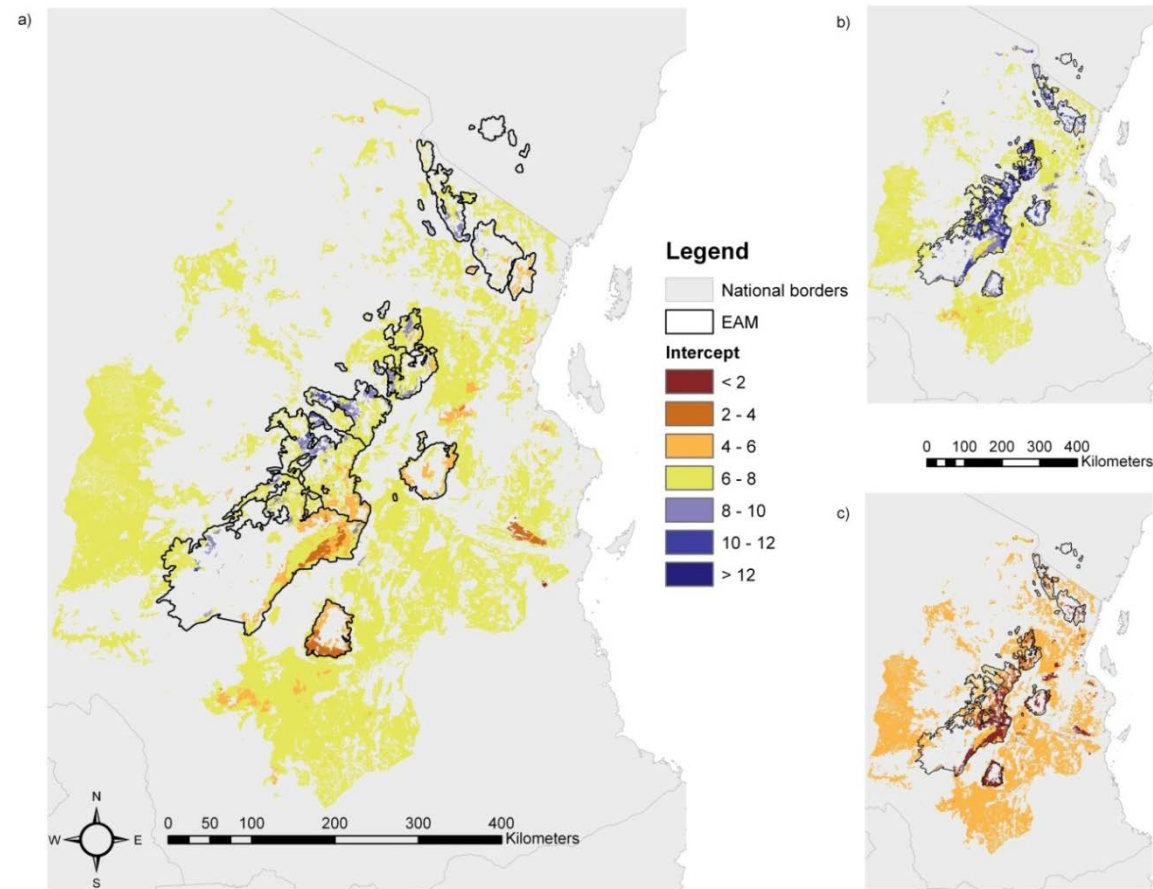 a)
b)
Legend
National borders
EAM
Intercept
< 2
2 - 4
4 - 6
6 - 8
8 - 10
10 - 12
> 12
0 100 200 300 400
Kilometers
c)
N
W E
S
0 50 100 200 300 400
Kilometers